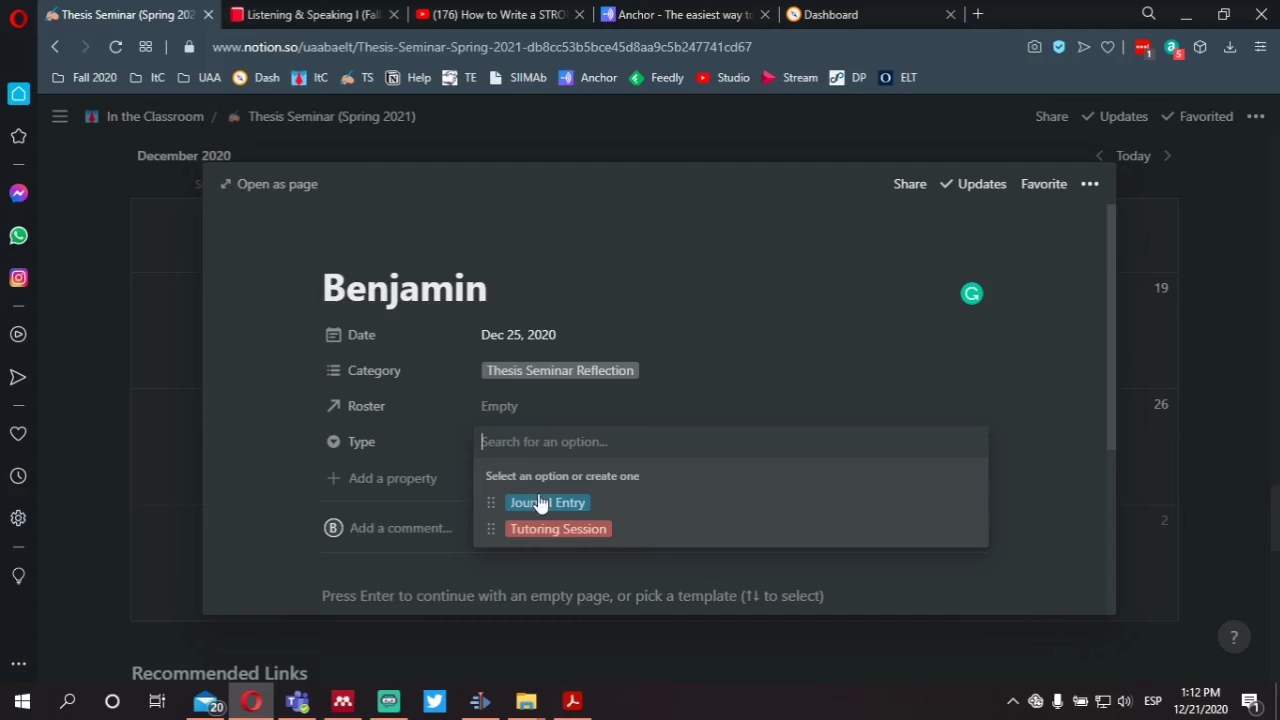 Thesis Seminar (Spring 202
Listening & Speaking I (Fal
(176) How to Write a STRO
Anchor - The easiest way to
Dashboard
www.notion.so/uaabaelt/Thesis-Seminar-Spring-2021-db8cc53b5bce45d8aa9c5b247741cd67
1
5
Fall 2020
ItC
UAA
Dash
ItC
TS
Help
TE
SIIMAb
Anchor
Feedly
Studio
Stream
DP
ELT
In the Classroom / Thesis Seminar (Spring 2021)
Share
Updates
Favorited
December 2020
Today
Open as page
Share
Updates
Favorite
Benjamin
19
Date
Dec 25, 2020
Category
Thesis Seminar Reflection
Roster
Empty
26
Type
Search for an option...
Add a property
Select an option or create one
Journal Entry
Tutoring Session
B
Add a comment...
2
Press Enter to continue with an empty page, or pick a template (↑↓ to select)
?
Recommended Links
20
ESP
1:12 PM
12/21/2020
1